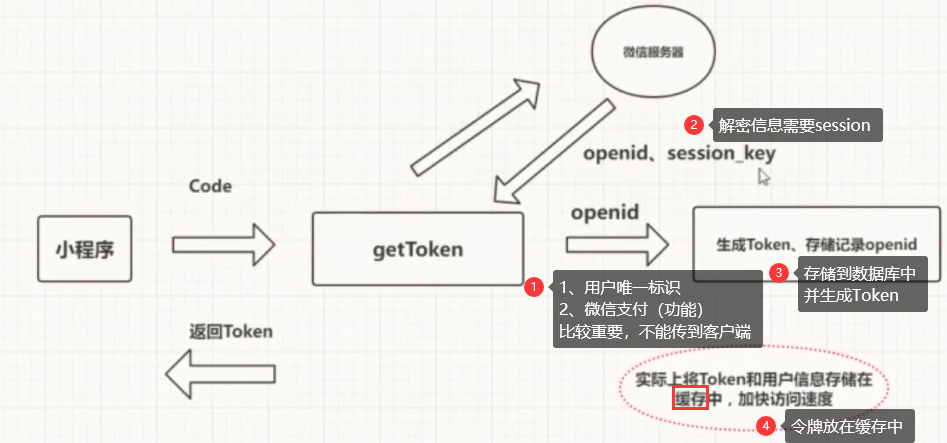 微信服务器
2
解密信息需要session
openid、session_key
Code
openid
小程序
getToken
生成Token、存储记录openid
3
存储到数据库中
并生成Token
1
1、用户唯一标识
2、微信支付（功能）
比较重要，不能传到客户端
返回Token
实际上将Token和用户信息存储在
缓存中，加快访问速度
4
令牌放在缓存中